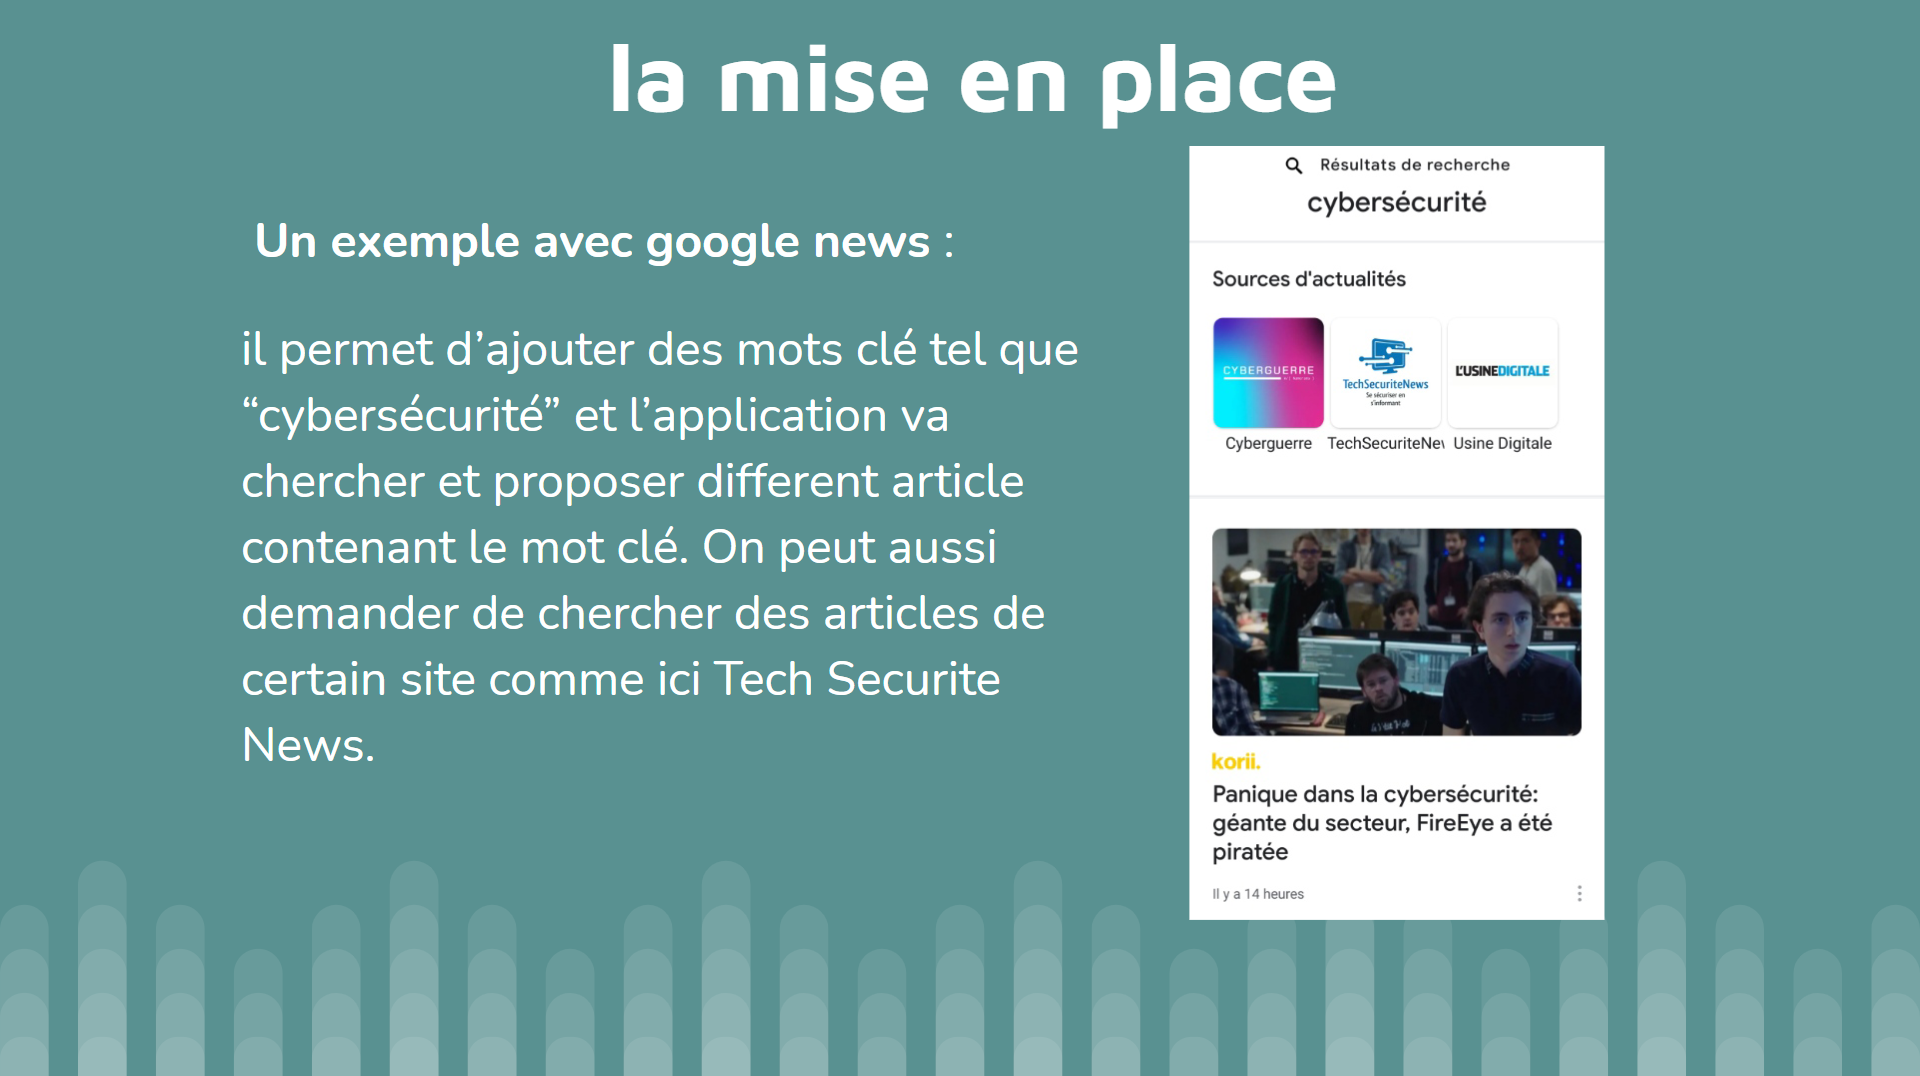 la mise en place
Un exemple avec google news :
il permet d’ajouter des mots clé tel que
“cybersécurité” et l’application va
chercher et proposer different article
contenant le mot clé. On peut aussi
demander de chercher des articles de
certain site comme ici Tech Securite
News.
Résultats de recherche
cybersécurité
Sources d'actualités
CYBERGUERRE
TechSecuriteNews
Se sécuriser en
s'informant
L'USINEDIGITALE
Cyberguerre
TechSecuriteNe
Usine Digitale
korii.
Panique dans la cybersécurité:
géante du secteur, FireEye a été
piratée
Il y a 14 heures